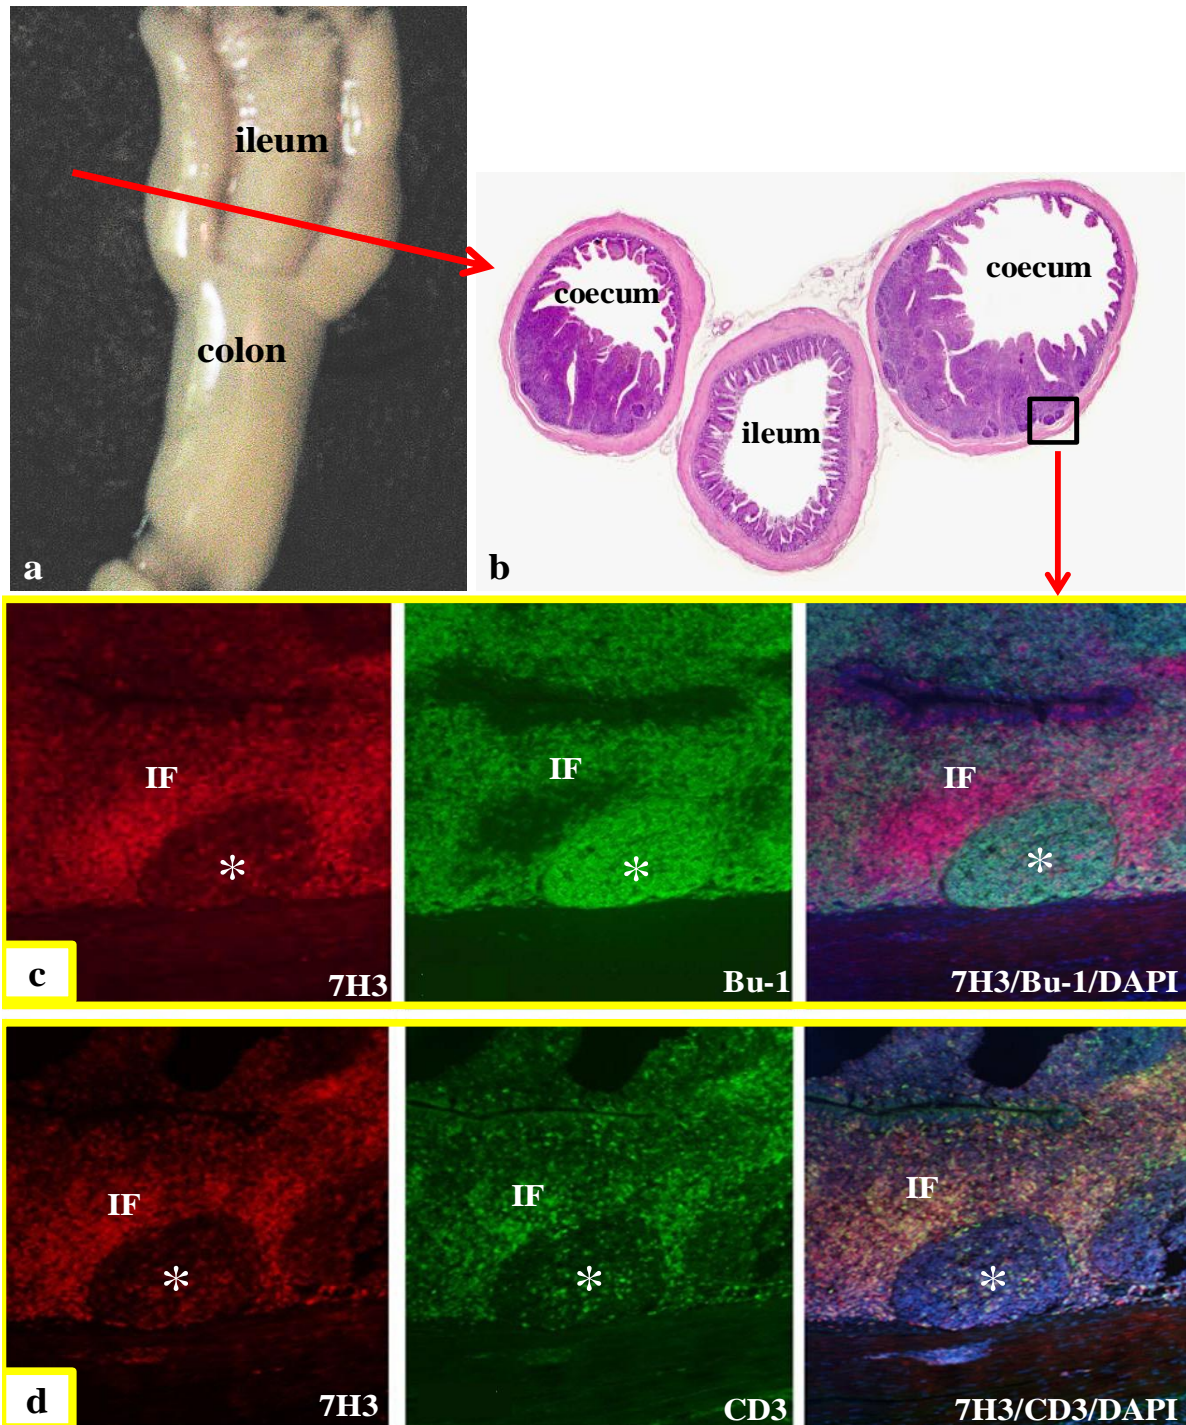 ileum
colon
a
coecum
coecum
ileum
b
IF
*
7H3
c
IF
*
Bu-1
IF
*
7H3/Bu-1/DAPI
IF
*
7H3
d
IF
*
CD3
IF
*
7H3/CD3/DAPI